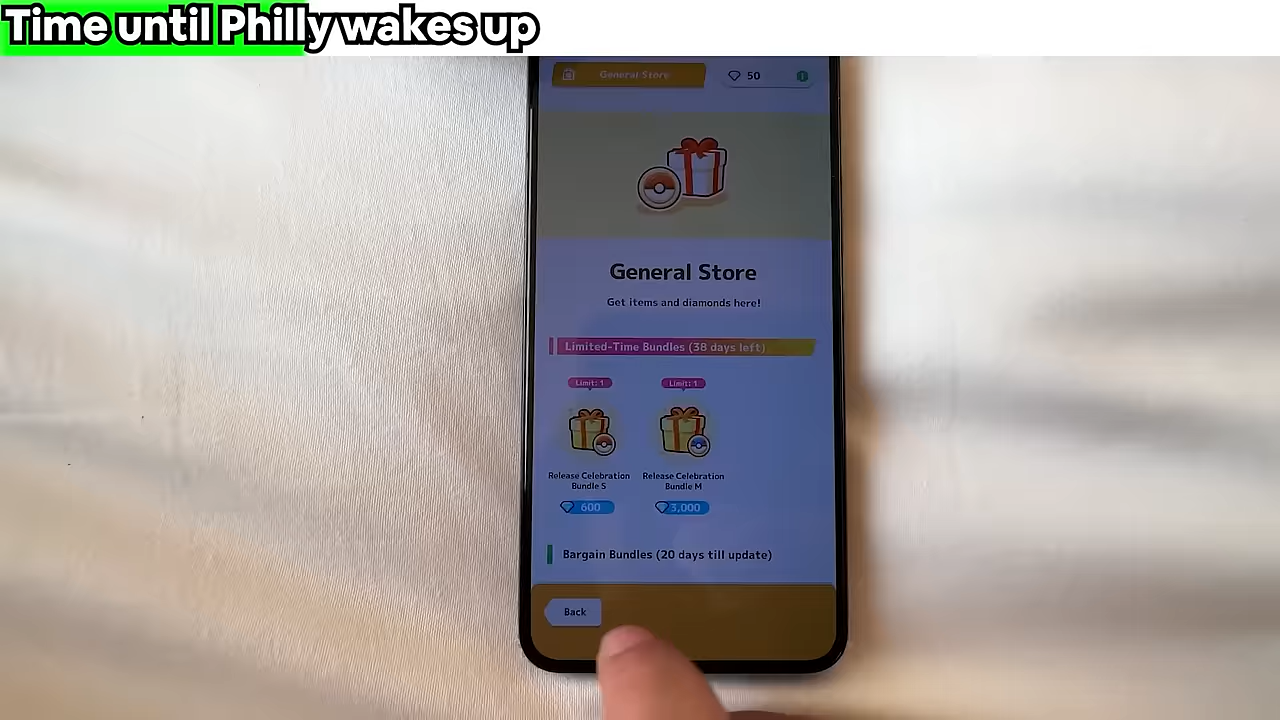 Time until Philly wakes up
General Store
50
General Store
Get items and diamonds here!
Limited-Time Bundles (38 days left)
Limit: 1
Limit: 1
Release Celebration
Bundle S
Release Celebration
Bundle M
600
3,000
Bargain Bundles (20 days till update)
Back